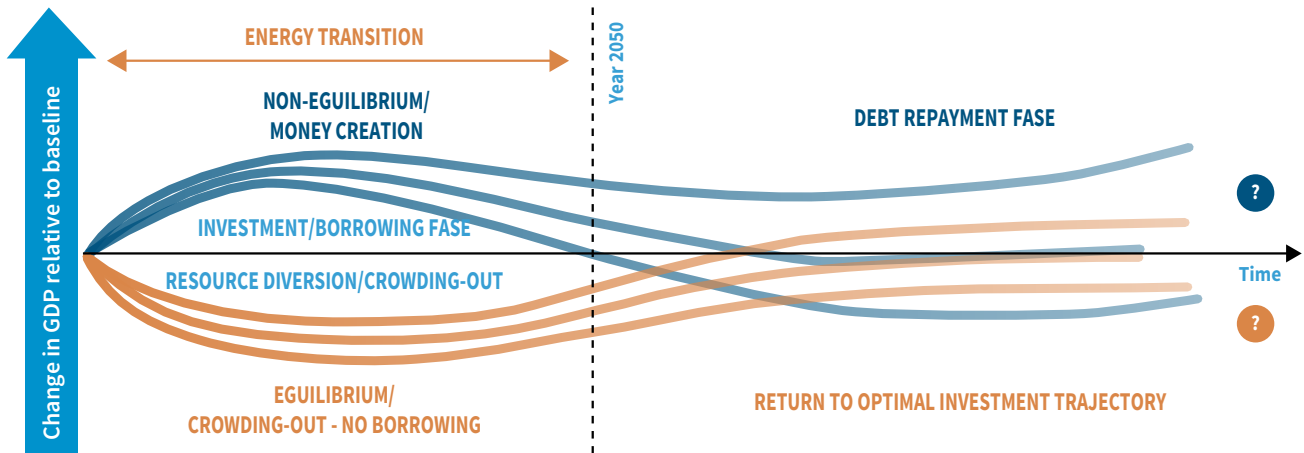 Change in GDP relative to baseline
ENERGY TRANSITION
Year 2050
NON-EGUILIBRIUM/
MONEY CREATION
DEBT REPAYMENT FASE
INVESTMENT/BORROWING FASE
?
RESOURCE DIVERSION/CROWDING-OUT
Time
?
EGUILIBRIUM/
CROWDING-OUT - NO BORROWING
RETURN TO OPTIMAL INVESTMENT TRAJECTORY